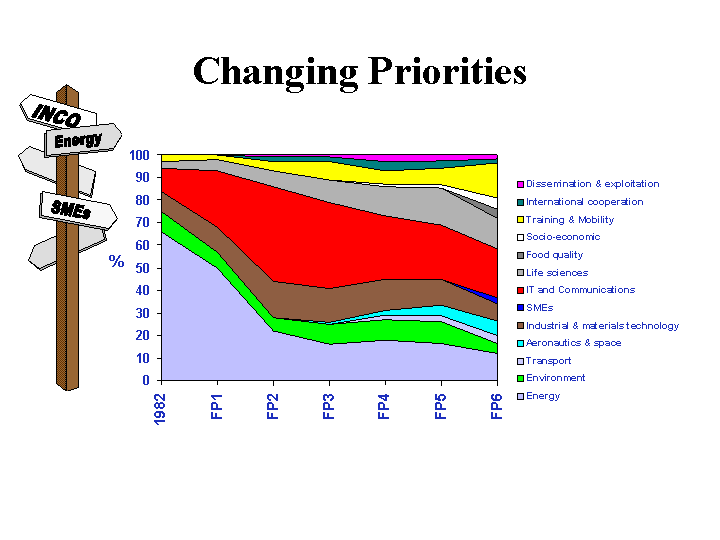 Changing Priorities
INCO
Energy
SMEs
100
90
80
70
60
50
40
30
20
10
0
%
1982
FP1
FP2
FP3
FP4
FP5
FP6
Dissemination & exploitation
International cooperation
Training & Mobility
Socio-economic
Food quality
Life sciences
IT and Communications
SMEs
Industrial & materials technology
Aeronautics & space
Transport
Environment
Energy